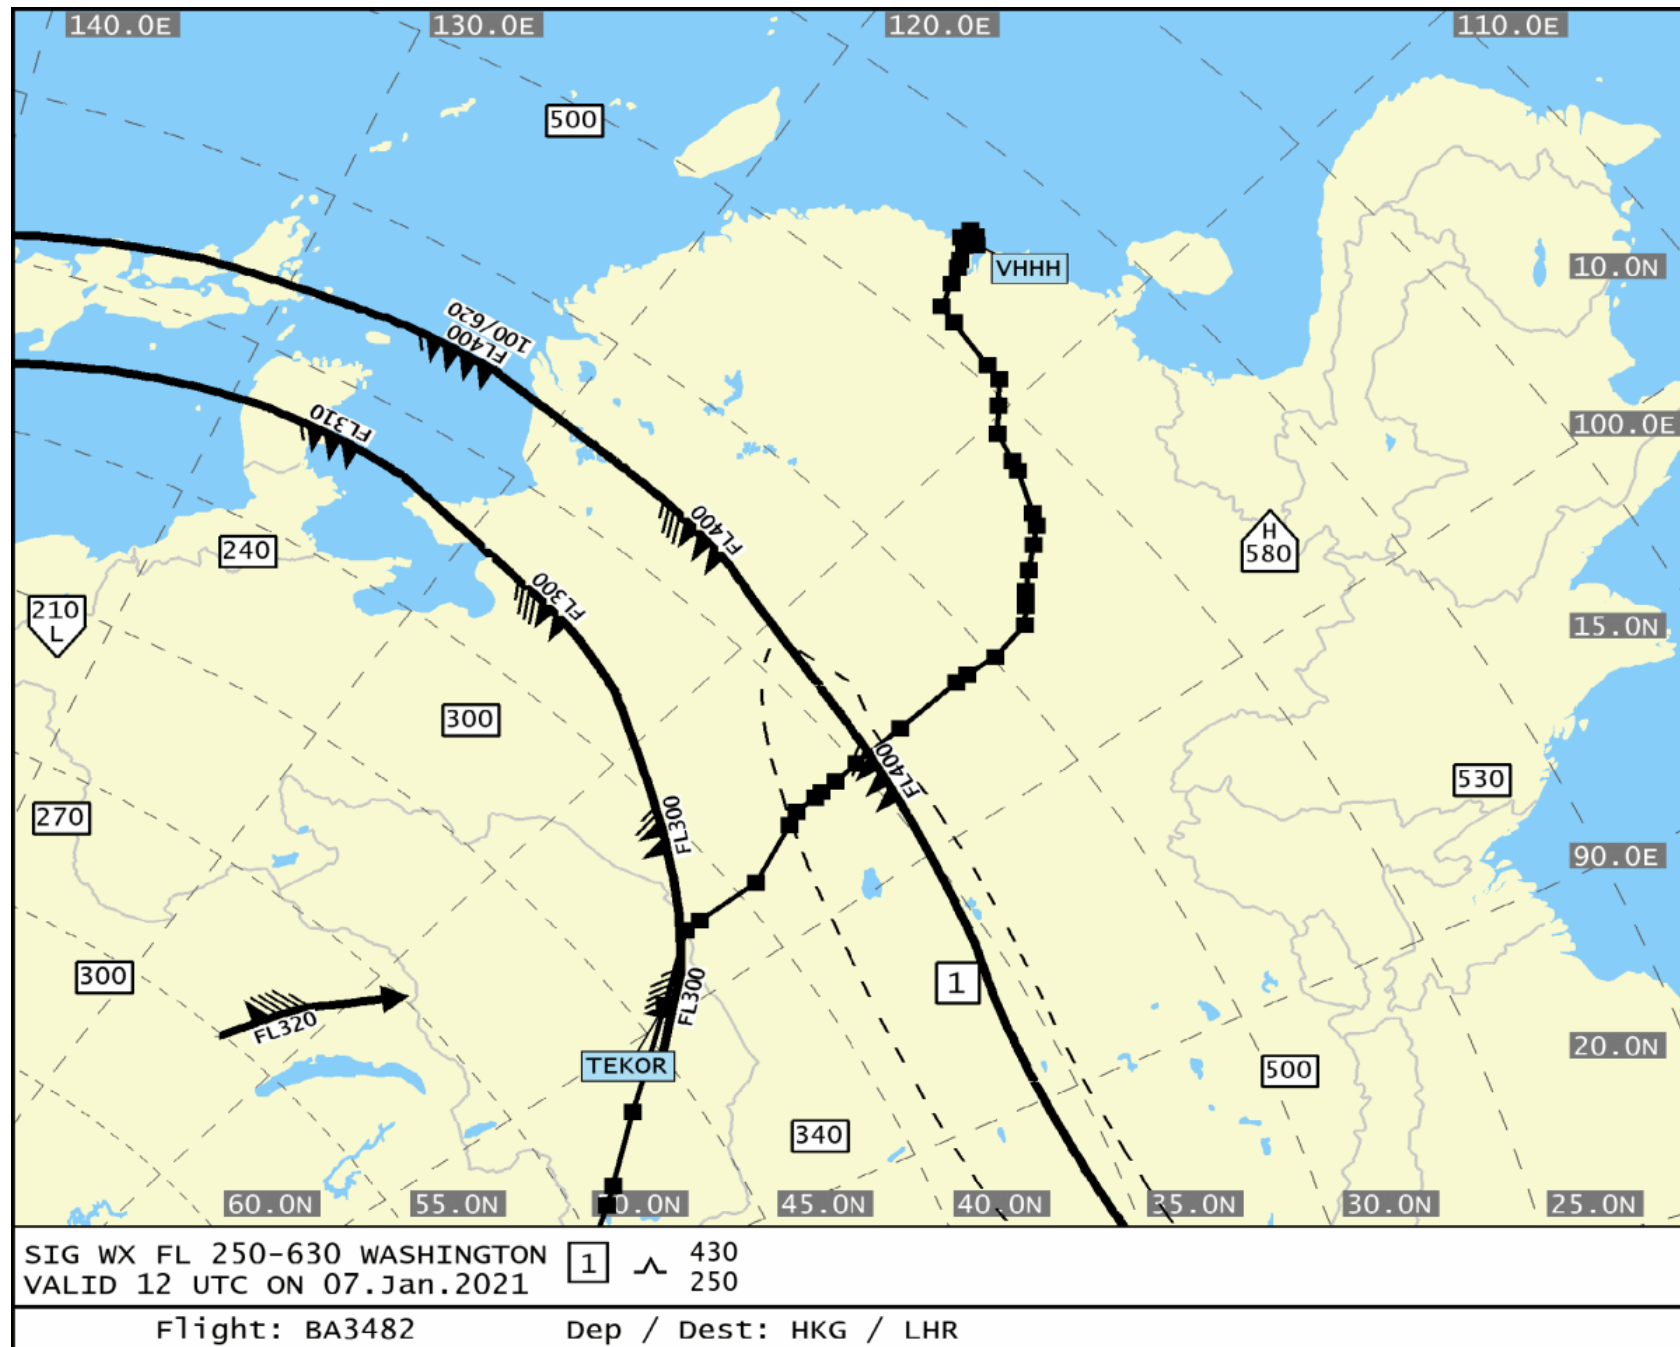 140.0E 130.0E 120.0E 110.0E
500
VHHH
10.0N
100/620
FL400
100.0E
FL310
FL400
H
580
240
FL300
210
L
15.0N
300
FL400
530
270
FL300
90.0E
300
1
FL300
FL320
20.0N
TEKOR
500
340
60.0N 55.0N 0.0N 45.0N 40.0N 35.0N 30.0N 25.0N
SIG WX FL 250-630 WASHINGTON 1 430
VALID 12 UTC ON 07.Jan.2021 250
Flight: BA3482 Dep / Dest: HKG / LHR